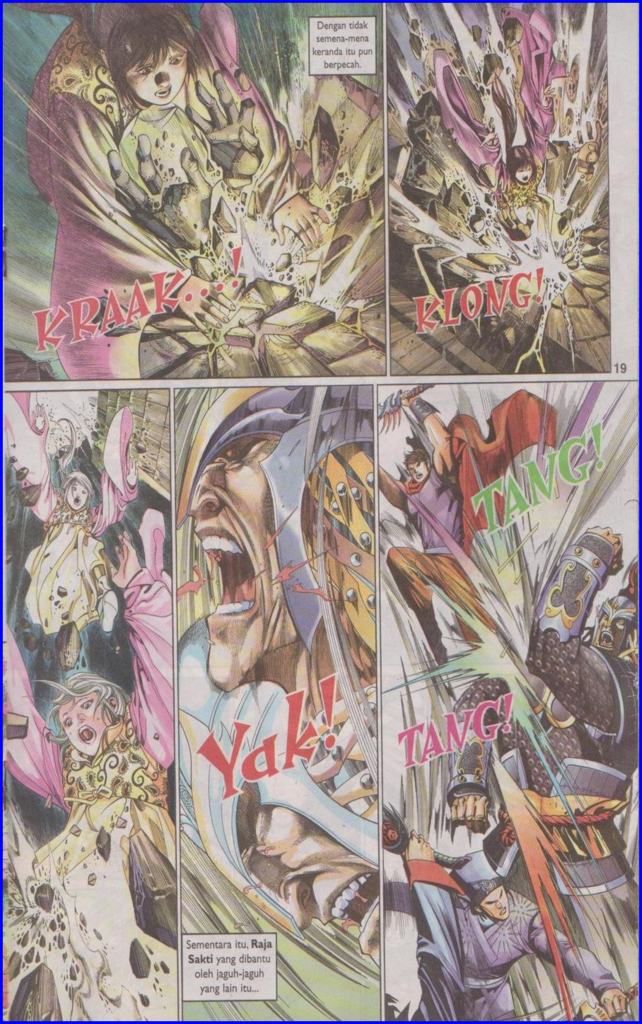 Dengan tidak
semena-mena
keranda itu pun
berpecah.
KRAAK...!
KLONG!
19
TANG!
Yak!
TANG!
Sementara itu, Raja
Sakti yang dibantu
oleh jaguh-jaguh
yang lain itu...